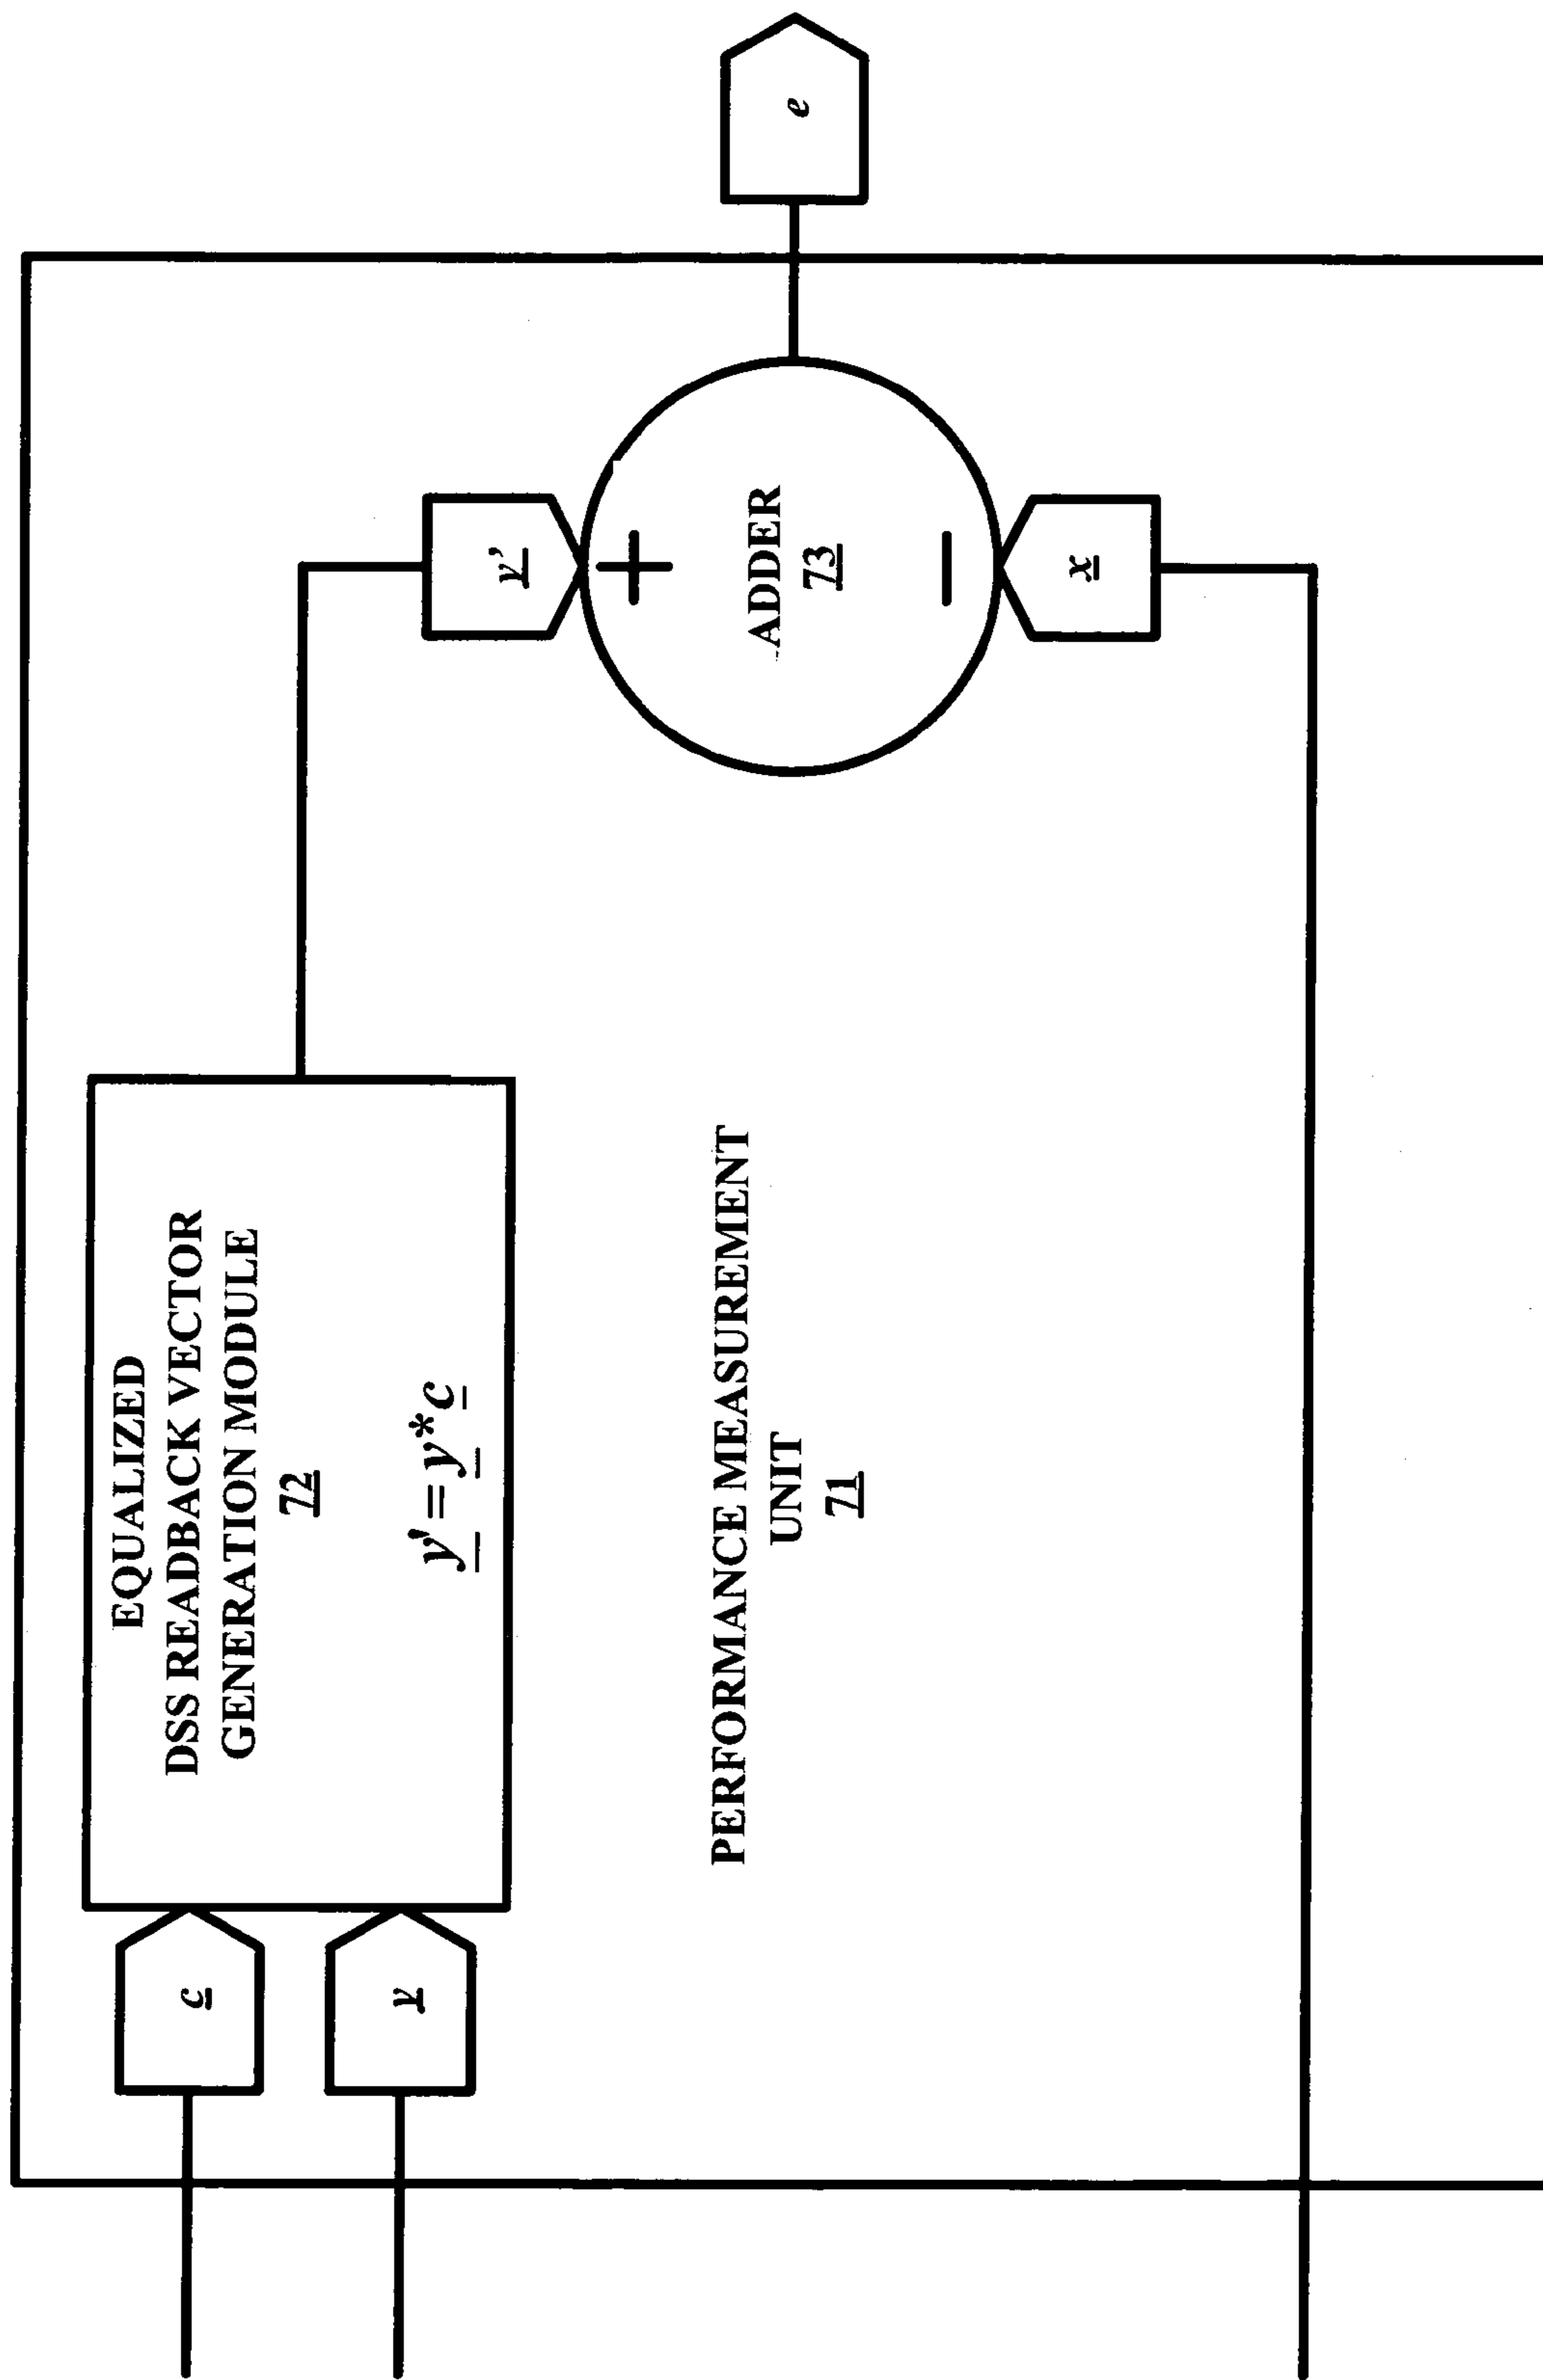 c
y
EQUALIZED
DSS READBACK VECTOR
GENERATION MODULE
72
y' = y * c
PERFORMANCE MEASUREMENT
UNIT
71
y'
+
ADDER
73
−
x
e